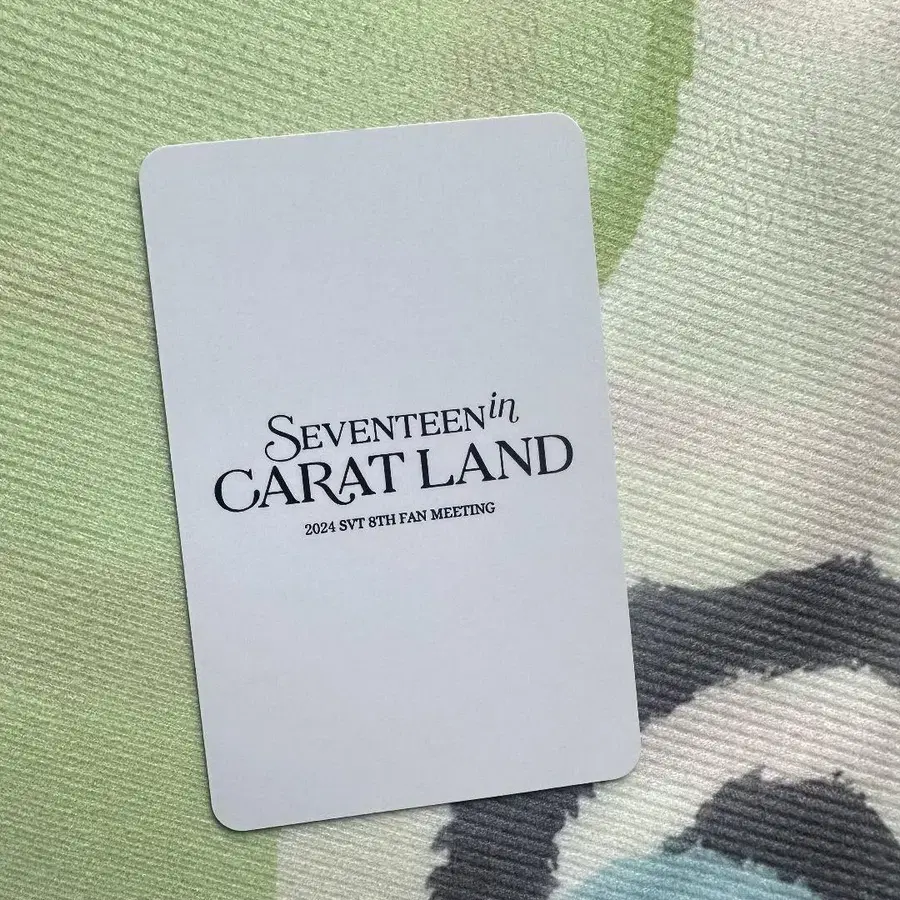 SEVENTEEN in
CARAT LAND
2024 SVT 8TH FAN MEETING